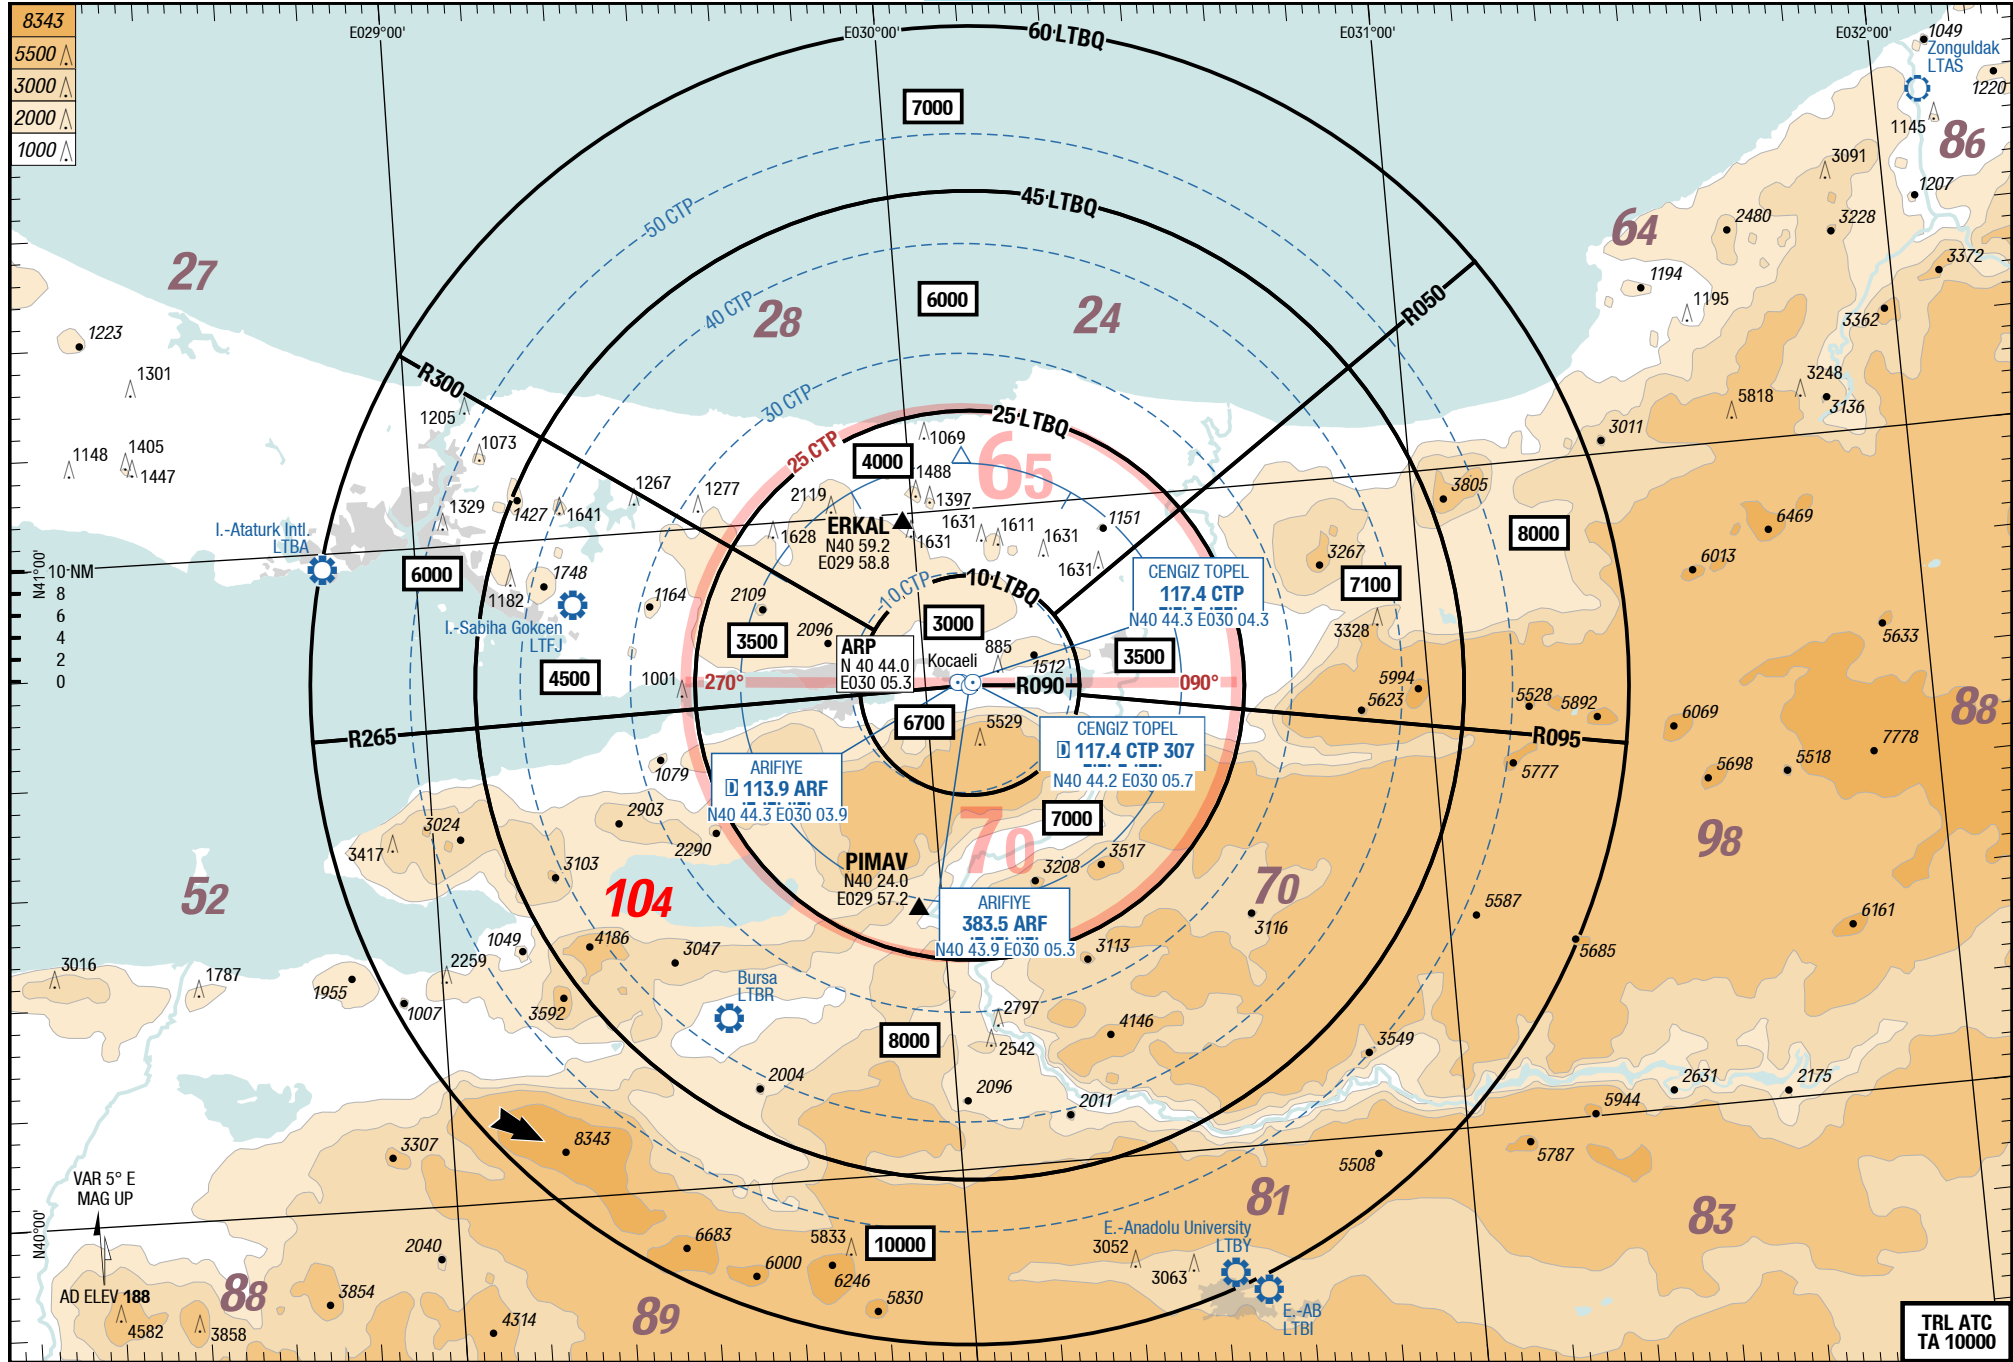 8343
5500
3000
2000
1000
E029°00'
E030°00'
E031°00'
E032°00'
60 LTBQ
7000
1049
Zonguldak
LTAS
1220
1145
86
3091
1207
50 CTP
45 LTBQ
64
2480
3228
3372
27
40 CTP
28
6000
24
R050
1194
1195
3362
1223
1301
R300
30 CTP
3248
5818
3136
1205
25 LTBQ
3011
1073
25 CTP
1069
65
1148
1405
1447
4000
1488
3805
1267
1277
2119
1397
1329
1427
1641
1628
ERKAL
N40 59.2
E029 58.8
1631
1631
1611
1631
1151
1631
6469
8000
6013
I.-Ataturk Intl.
LTBA
N41°00'
10 NM
8
6
4
2
0
6000
1748
1182
I.-Sabiha Gokcen
LTFJ
1164
2109
10 CTP
10 LTBQ
CENGIZ TOPEL
117.4 CTP
N40 44.3 E030 04.3
3267
7100
3328
5633
3500
2096
3000
ARP
N 40 44.0
E030 05.3
Kocaeli
885
1512
3500
4500
1001
270°
R090
090°
5994
5623
5528
5892
6069
88
R265
6700
5529
CENGIZ TOPEL
D 117.4 CTP 307
N40 44.2 E030 05.7
R095
7778
1079
ARIFIYE
D 113.9 ARF
N40 44.3 E030 03.9
5777
5698
5518
2903
3024
3417
2290
70
7000
98
3103
PIMAV
N40 24.0
E029 57.2
3208
3517
52
104
70
3116
5587
6161
ARIFIYE
383.5 ARF
N40 43.9 E030 05.3
1049
4186
3047
3113
5685
3016
1787
1955
2259
1007
3592
Bursa
LTBR
2797
2542
4146
8000
3549
2004
2096
2011
2631
2175
5944
8343
3307
5508
5787
VAR 5° E
MAG UP
81
83
N40°00'
2040
6683
5833
10000
E.-Anadolu University
LTBY
3052
3063
6000
6246
88
3854
5830
AD ELEV 188
4582
3858
4314
89
E.-AB
LTBI
TRL ATC
TA 10000